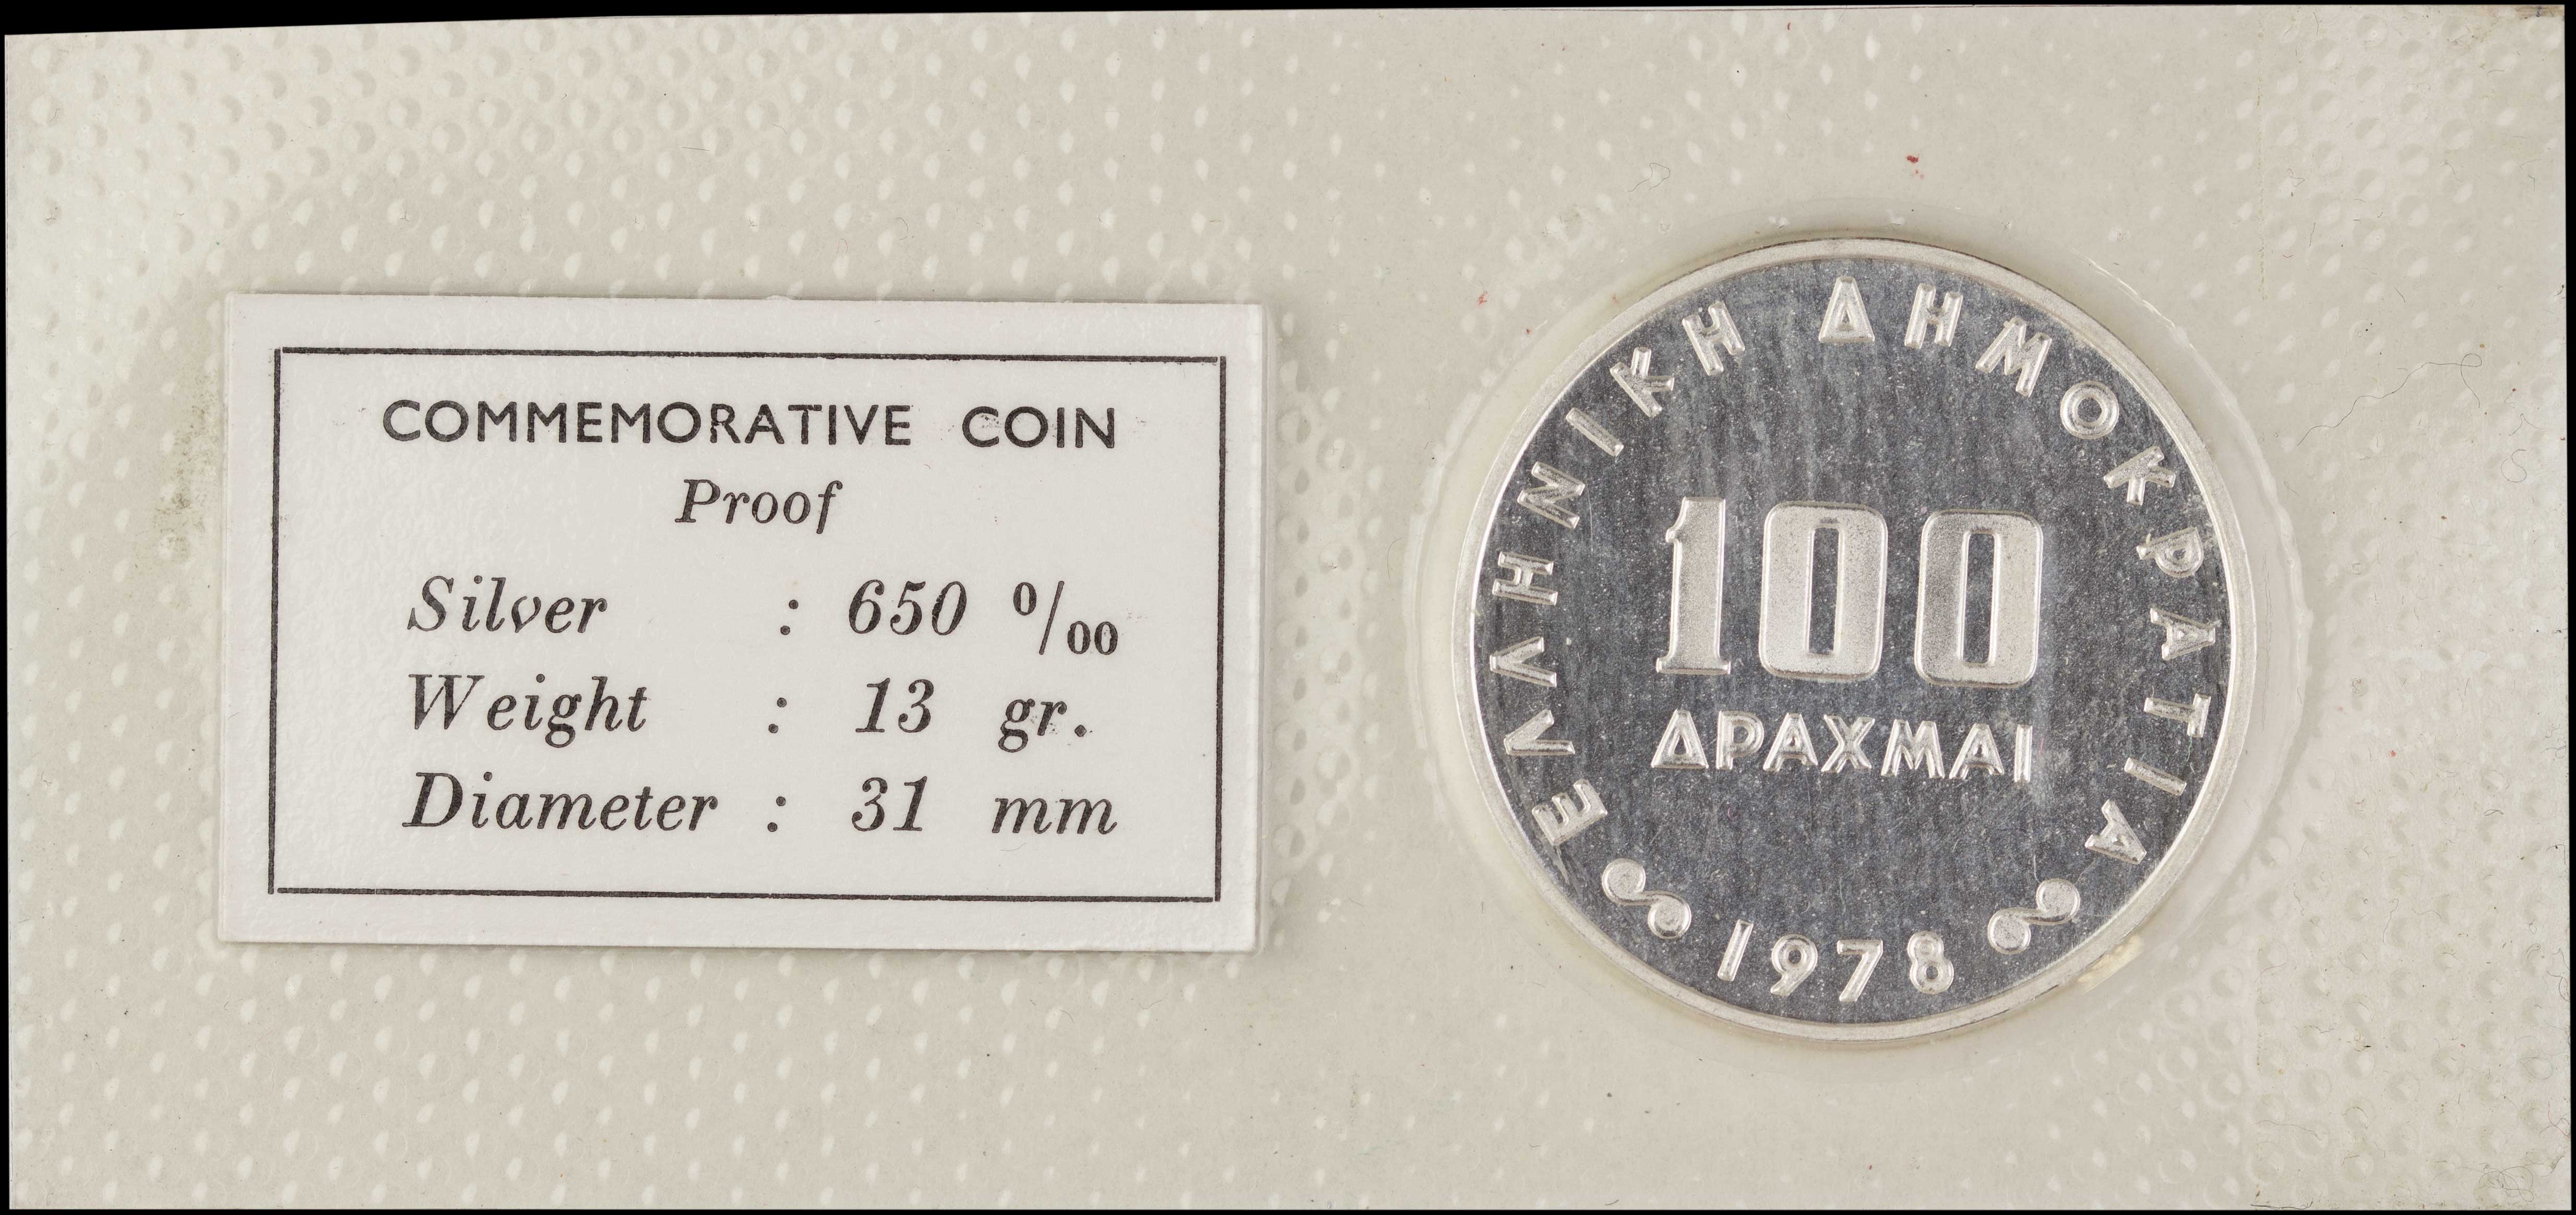 COMMEMORATIVE COIN
Proof
Silver : 650 ⁰/₀₀
Weight : 13 gr.
Diameter : 31 mm
ΕΛΛΗΝΙΚΗ ΔΗΜΟΚΡΑΤΙΑ
100
ΔΡΑΧΜΑΙ
1978